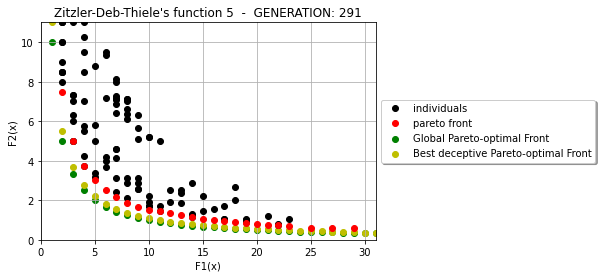 Zitzler-Deb-Thiele's function 5 - GENERATION: 291
10
8
6
4
2
0
F2(x)
0 5 10 15 20 25 30
F1(x)
individuals
pareto front
Global Pareto-optimal Front
Best deceptive Pareto-optimal Front